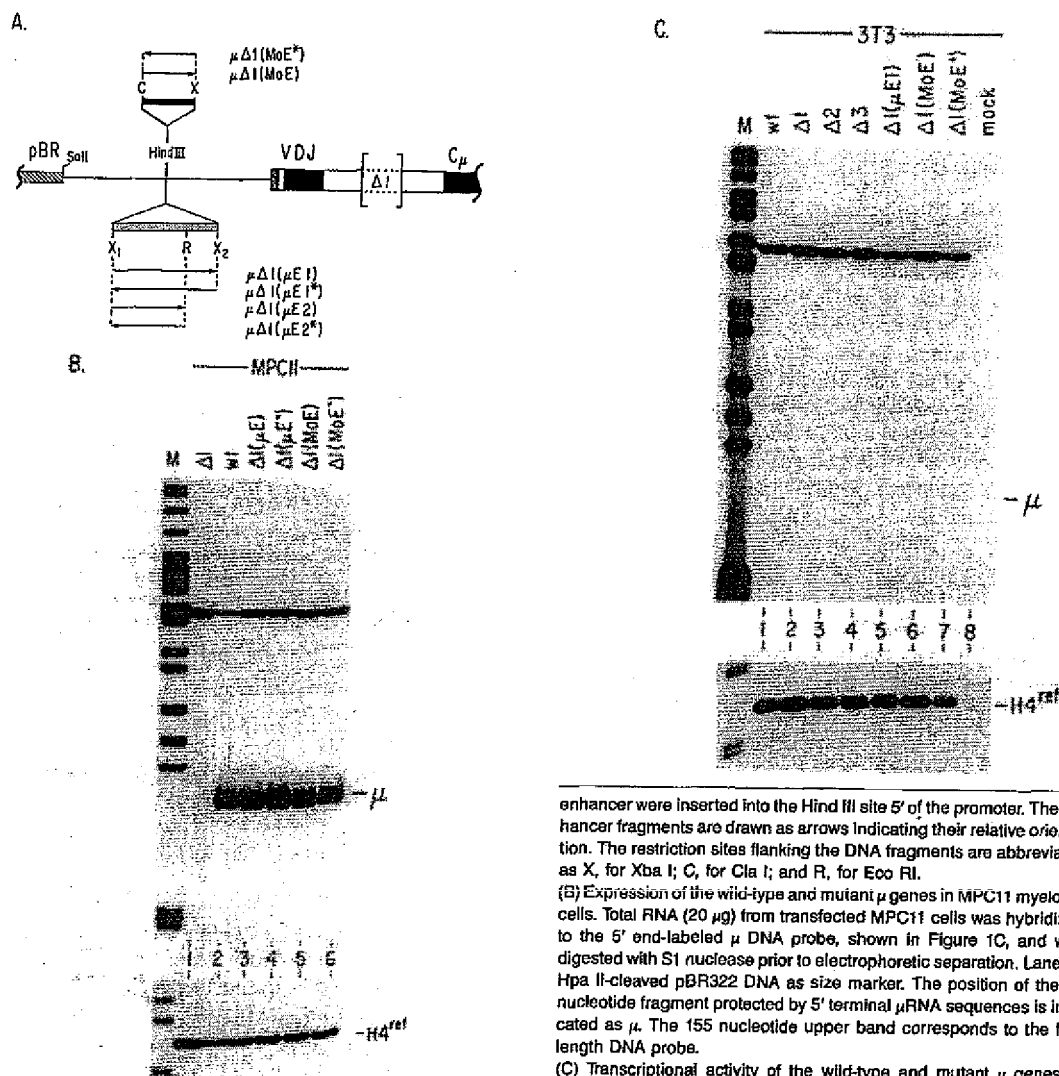 A.
μΔ1(MoE*)
μΔ1(MoE)
C X
pBR SalI HindIII VDJ Δ1 Cμ
X1 R X2
μΔ1(μE1)
μΔ1(μE1*)
μΔ1(μE2)
μΔ1(μE2*)
B.
MPC11
M Δ1 wt Δ1(μE) Δ1(μE*) Δ1(MoE) Δ1(MoE*)
-μ
1 2 3 4 5 6
-H4ref
C.
3T3
M wt Δ1 Δ2 Δ3 Δ1(μE1) Δ1(MoE) Δ1(MoE*) mock
-μ
1 2 3 4 5 6 7 8
-H4ref
enhancer were inserted into the Hind III site 5′ of the promoter. The
hancer fragments are drawn as arrows indicating their relative orie
tion. The restriction sites flanking the DNA fragments are abbrevia
as X, for Xba I; C, for Cla I; and R, for Eco RI.
(B) Expression of the wild-type and mutant μ genes in MPC11 myelo
cells. Total RNA (20 μg) from transfected MPC11 cells was hybridiz
to the 5′ end-labeled μ DNA probe, shown in Figure 1C, and w
digested with S1 nuclease prior to electrophoretic separation. Lane
Hpa II-cleaved pBR322 DNA as size marker. The position of the
nucleotide fragment protected by 5′ terminal μRNA sequences is in
cated as μ. The 155 nucleotide upper band corresponds to the f
length DNA probe.
(C) Transcriptional activity of the wild-type and mutant μ genes